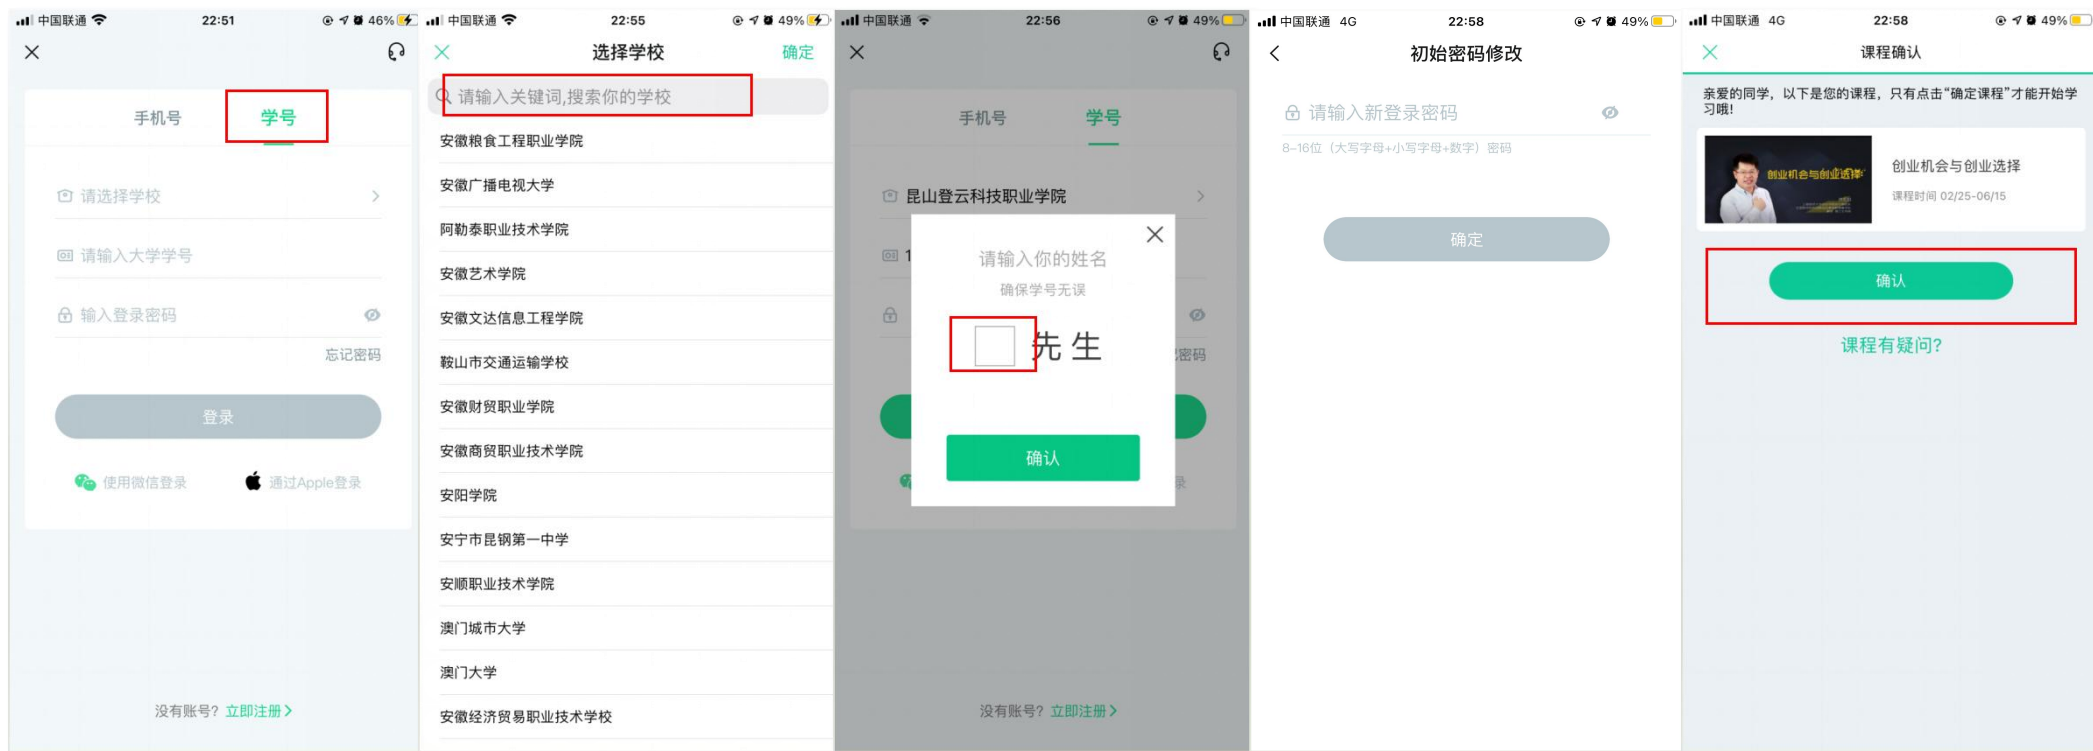 中国联通
22:51
46%
手机号
学号
请选择学校
请输入大学学号
输入登录密码
忘记密码
登录
使用微信登录
通过Apple登录
没有账号? 立即注册
中国联通
22:55
49%
选择学校
确定
请输入关键词,搜索你的学校
安徽粮食工程职业学院
安徽广播电视大学
阿勒泰职业技术学院
安徽艺术学院
安徽文达信息工程学院
鞍山市交通运输学校
安徽财贸职业学院
安徽商贸职业技术学院
安阳学院
安宁市昆钢第一中学
安顺职业技术学院
澳门城市大学
澳门大学
安徽经济贸易职业技术学校
中国联通
22:56
49%
手机号
学号
昆山登云科技职业学院
1
密码
请输入你的姓名
确保学号无误
先生
确认
录
没有账号? 立即注册
中国联通 4G
22:58
49%
初始密码修改
请输入新登录密码
8-16位（大写字母+小写字母+数字）密码
确定
中国联通 4G
22:58
49%
课程确认
亲爱的同学，以下是您的课程，只有点击“确定课程”才能开始学
习哦!
创业机会与创业选择
创业机会与创业选择
课程时间 02/25-06/15
确认
课程有疑问?